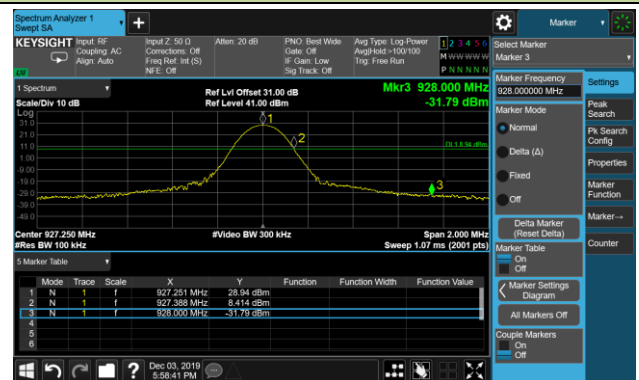 Spectrum Analyzer 1
Swept SA
+
Marker
KEYSIGHT
Input: RF
Coupling: AC
Align: Auto
Input Z: 50 Ω
Corrections: Off
Freq Ref: Int (S)
NFE: Off
Atten: 20 dB
PNO: Best Wide
Gate: Off
IF Gain: Low
Sig Track: Off
Avg Type: Log-Power
Avg|Hold:>100/100
Trig: Free Run
1 2 3 4 5 6
M W W W W W
P N N N N N
Select Marker
Marker 3
1 Spectrum
Scale/Div 10 dB
Ref Lvl Offset 31.00 dB
Ref Level 41.00 dBm
Mkr3 928.000 MHz
-31.79 dBm
Log
31.0
21.0
11.0
1.00
-9.00
-19.0
-29.0
-39.0
-49.0
1
2
3
DL1 8.94 dBm
Center 927.250 MHz
#Res BW 100 kHz
#Video BW 300 kHz
Span 2.000 MHz
Sweep 1.07 ms (2001 pts)
5 Marker Table
Mode Trace Scale X Y Function Function Width Function Value
1 N 1 f 927.251 MHz 28.94 dBm
2 N 1 f 927.388 MHz 8.414 dBm
3 N 1 f 928.000 MHz -31.79 dBm
4
5
6
Marker Frequency
928.000000 MHz
Marker Mode
Normal
Delta (Δ)
Fixed
Off
Delta Marker
(Reset Delta)
Marker Table
On
Off
Marker Settings
Diagram
All Markers Off
Couple Markers
On
Off
Settings
Peak
Search
Pk Search
Config
Properties
Marker
Function
Marker→
Counter
?
Dec 03, 2019
5:58:41 PM